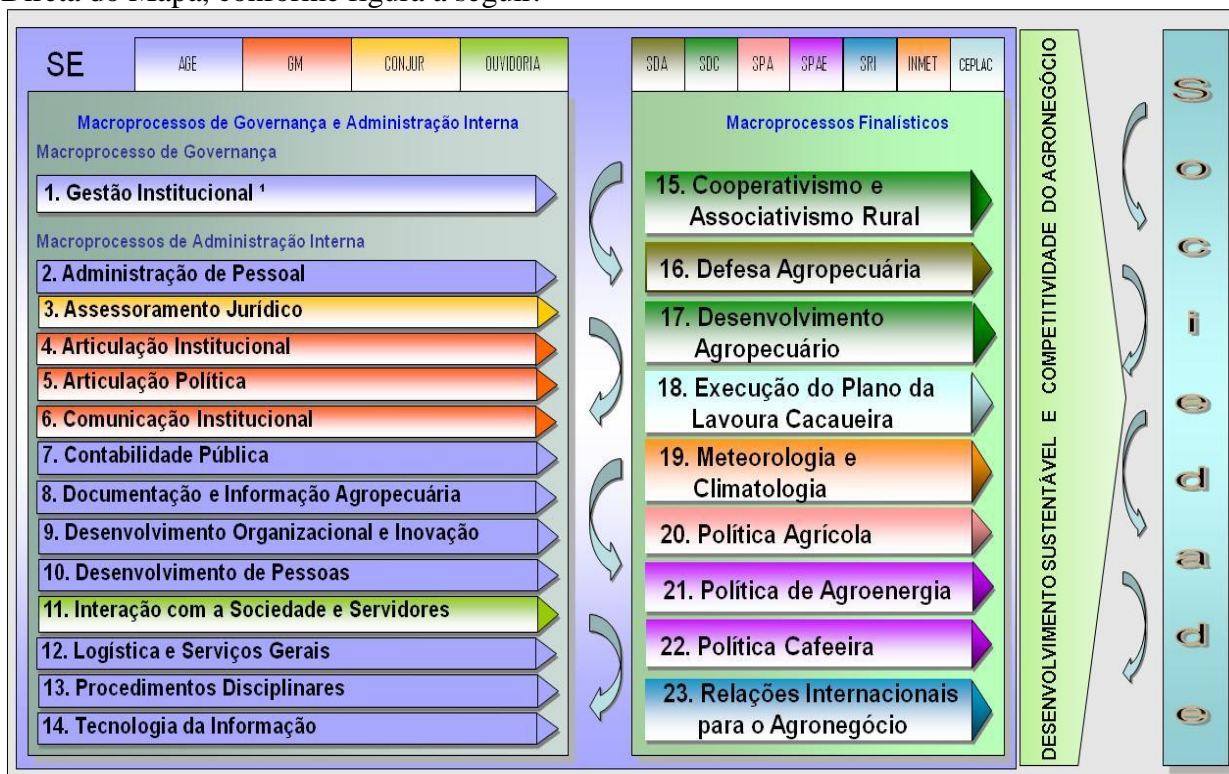 Direta do Mapa, conforme figura a seguir:
SE
AGE
GM
CONJUR
OUVIDORIA
SDA
SDC
SPA
SPAE
SRI
INMET
CEPLAC
Macroprocessos de Governança e Administração Interna
Macroprocesso de Governança
1. Gestão Institucional ¹
Macroprocessos de Administração Interna
2. Administração de Pessoal
3. Assessoramento Jurídico
4. Articulação Institucional
5. Articulação Política
6. Comunicação Institucional
7. Contabilidade Pública
8. Documentação e Informação Agropecuária
9. Desenvolvimento Organizacional e Inovação
10. Desenvolvimento de Pessoas
11. Interação com a Sociedade e Servidores
12. Logística e Serviços Gerais
13. Procedimentos Disciplinares
14. Tecnologia da Informação
Macroprocessos Finalísticos
15. Cooperativismo e
Associativismo Rural
16. Defesa Agropecuária
17. Desenvolvimento
Agropecuário
18. Execução do Plano da
Lavoura Cacaueira
19. Meteorologia e
Climatologia
20. Política Agrícola
21. Política de Agroenergia
22. Política Cafeeira
23. Relações Internacionais
para o Agronegócio
DESENVOLVIMENTO SUSTENTÁVEL E COMPETITIVIDADE DO AGRONEGÓCIO
Sociedade